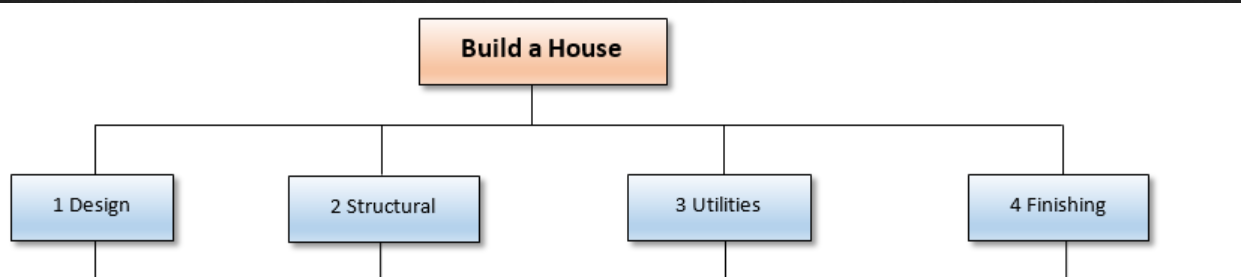 Build a House
1 Design
2 Structural
3 Utilities
4 Finishing